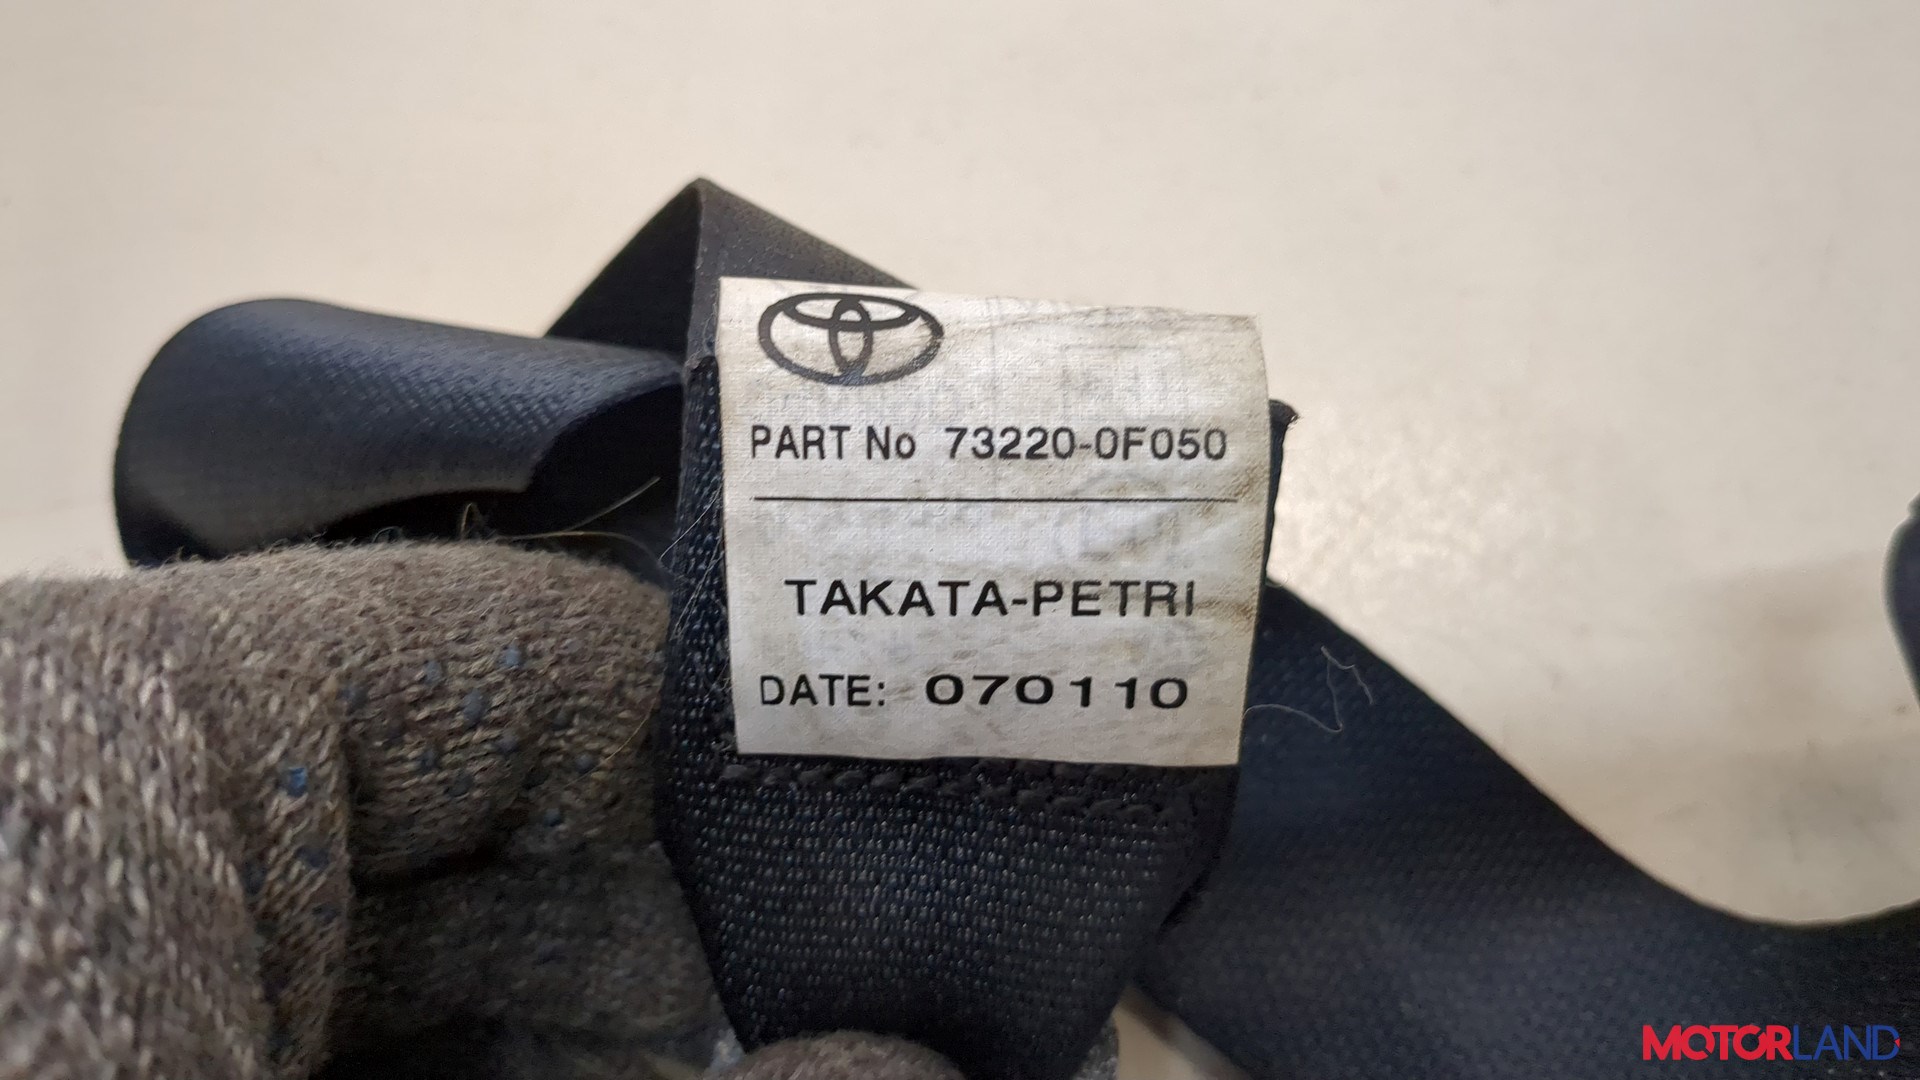 PART No 73220-0F050
TAKATA-PETRI
DATE: 070110
MOTORLAND